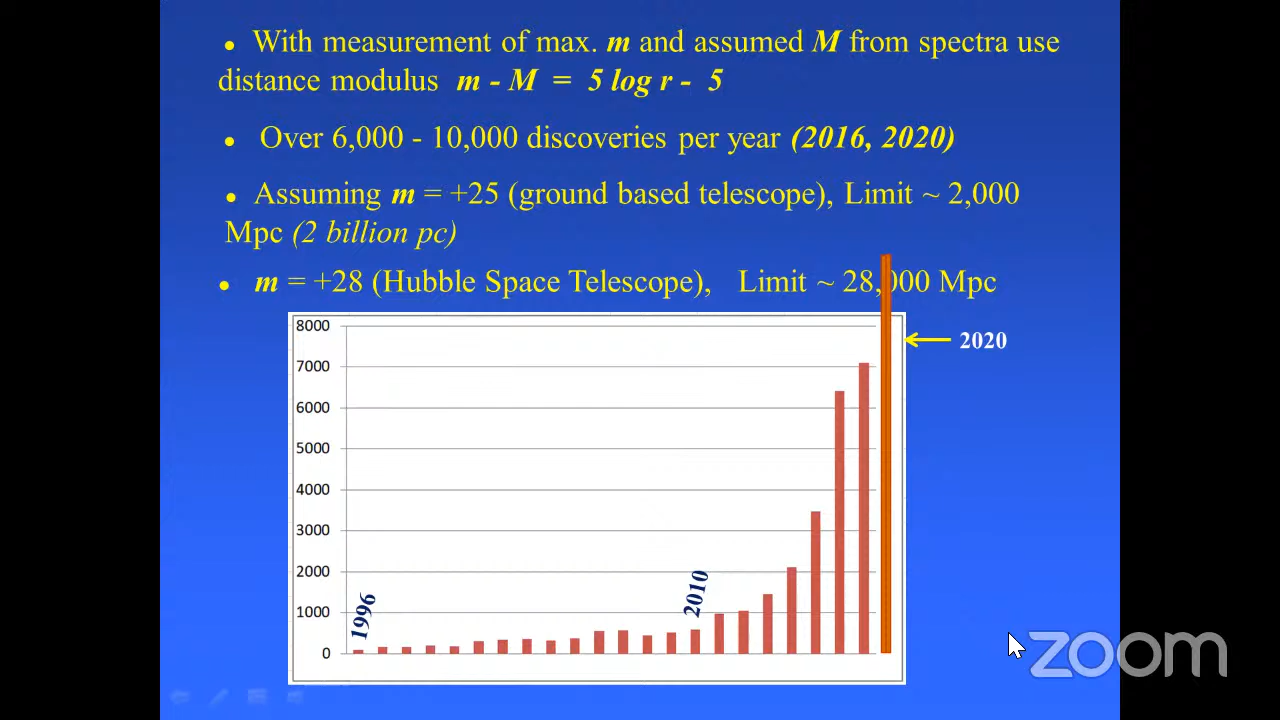 • With measurement of max. m and assumed M from spectra use
distance modulus m - M = 5 log r - 5
• Over 6,000 - 10,000 discoveries per year (2016, 2020)
• Assuming m = +25 (ground based telescope), Limit ~ 2,000
Mpc (2 billion pc)
• m = +28 (Hubble Space Telescope), Limit ~ 28,000 Mpc
8000
2020
7000
6000
5000
4000
3000
2000
1000
0
1996
2010
zoom